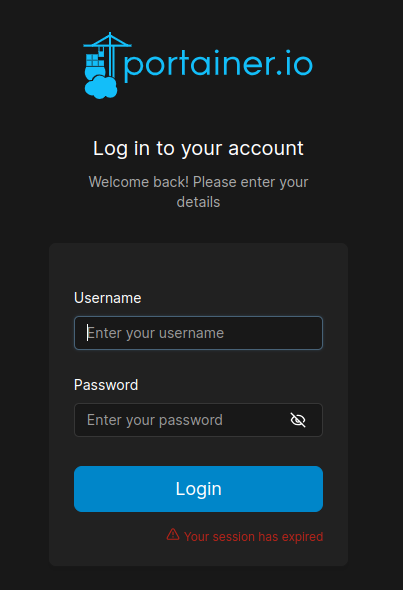 portainer.io
Log in to your account
Welcome back! Please enter your
details
Username
Enter your username
Password
Enter your password
Login
Your session has expired